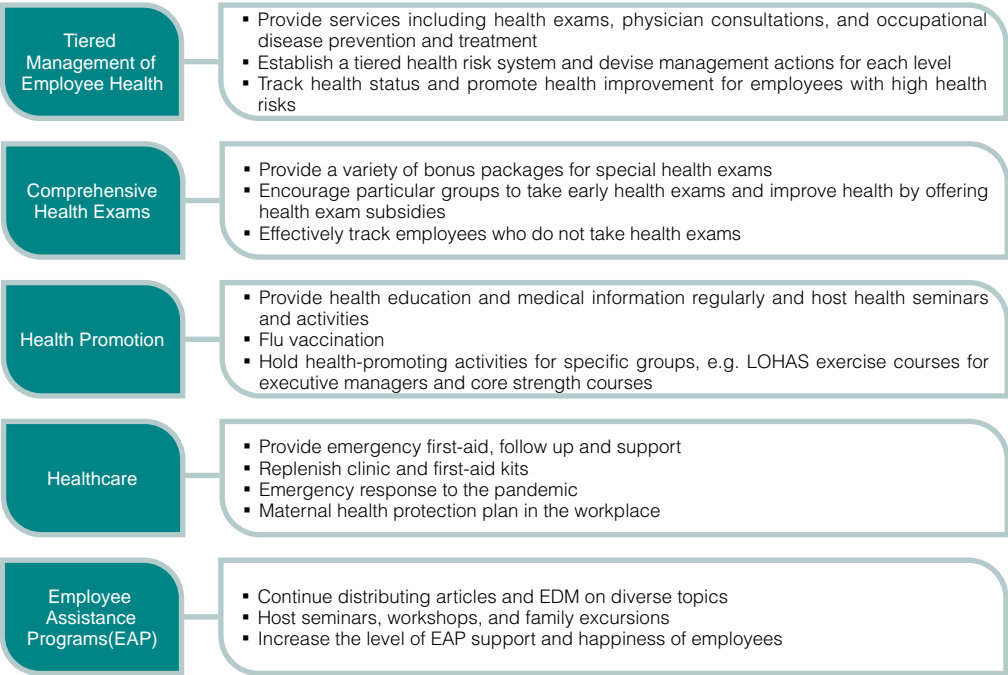 Tiered
Management of
Employee Health
▪ Provide services including health exams, physician consultations, and occupational
disease prevention and treatment
▪ Establish a tiered health risk system and devise management actions for each level
▪ Track health status and promote health improvement for employees with high health
risks
Comprehensive
Health Exams
▪ Provide a variety of bonus packages for special health exams
▪ Encourage particular groups to take early health exams and improve health by offering
health exam subsidies
▪ Effectively track employees who do not take health exams
Health Promotion
▪ Provide health education and medical information regularly and host health seminars
and activities
▪ Flu vaccination
▪ Hold health-promoting activities for specific groups, e.g. LOHAS exercise courses for
executive managers and core strength courses
Healthcare
▪ Provide emergency first-aid, follow up and support
▪ Replenish clinic and first-aid kits
▪ Emergency response to the pandemic
▪ Maternal health protection plan in the workplace
Employee
Assistance
Programs(EAP)
▪ Continue distributing articles and EDM on diverse topics
▪ Host seminars, workshops, and family excursions
▪ Increase the level of EAP support and happiness of employees